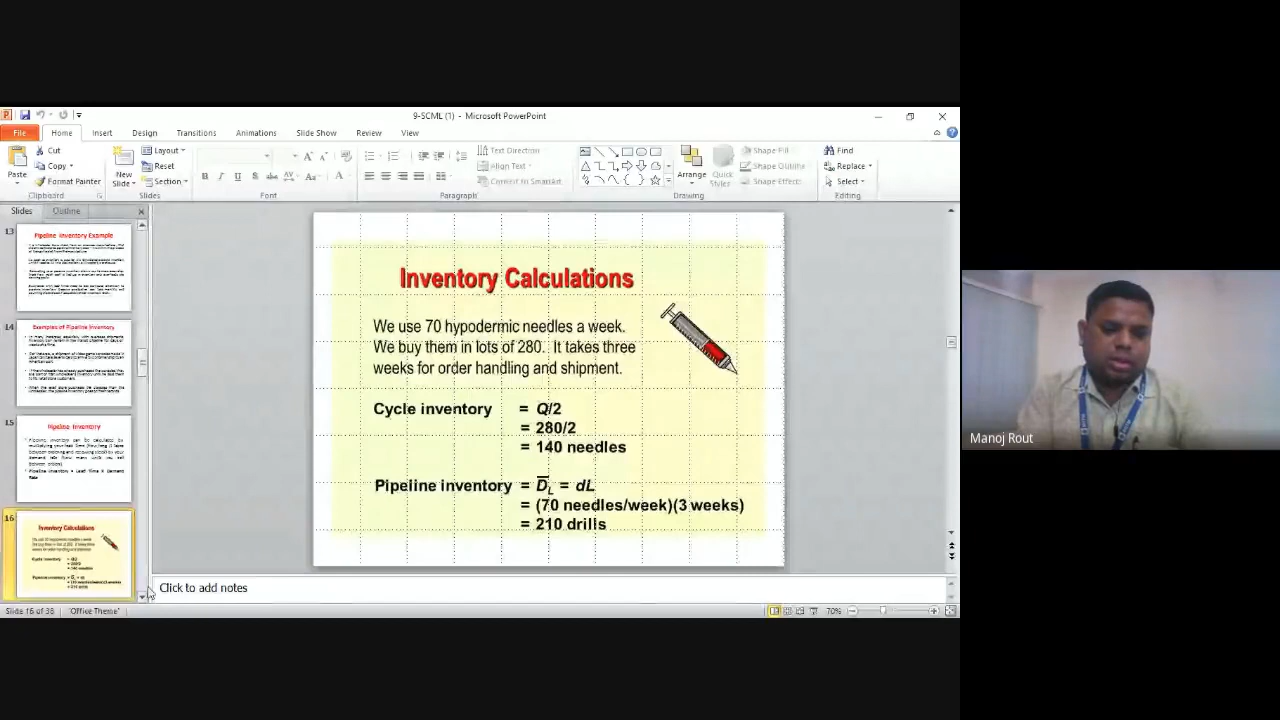 9-SCML (1) - Microsoft PowerPoint
File Home Insert Design Transitions Animations Slide Show Review View
Cut
Copy
Format Painter
Paste
Clipboard
New
Slide
Layout
Reset
Section
Slides
Font
Text Direction
Align Text
Convert to SmartArt
Paragraph
Arrange
Quick
Styles
Shape Fill
Shape Outline
Shape Effects
Drawing
Find
Replace
Select
Editing
Slides Outline
13
Pipeline Inventory Example
14
Examples of Pipeline Inventory
15
Pipeline Inventory
16
Inventory Calculations
Inventory Calculations
We use 70 hypodermic needles a week.
We buy them in lots of 280. It takes three
weeks for order handling and shipment.
Cycle inventory = Q/2
= 280/2
= 140 needles
Pipeline inventory = D̅L = dL
= (70 needles/week)(3 weeks)
= 210 drills
Click to add notes
Slide 16 of 38 "Office Theme" 70%
Manoj Rout